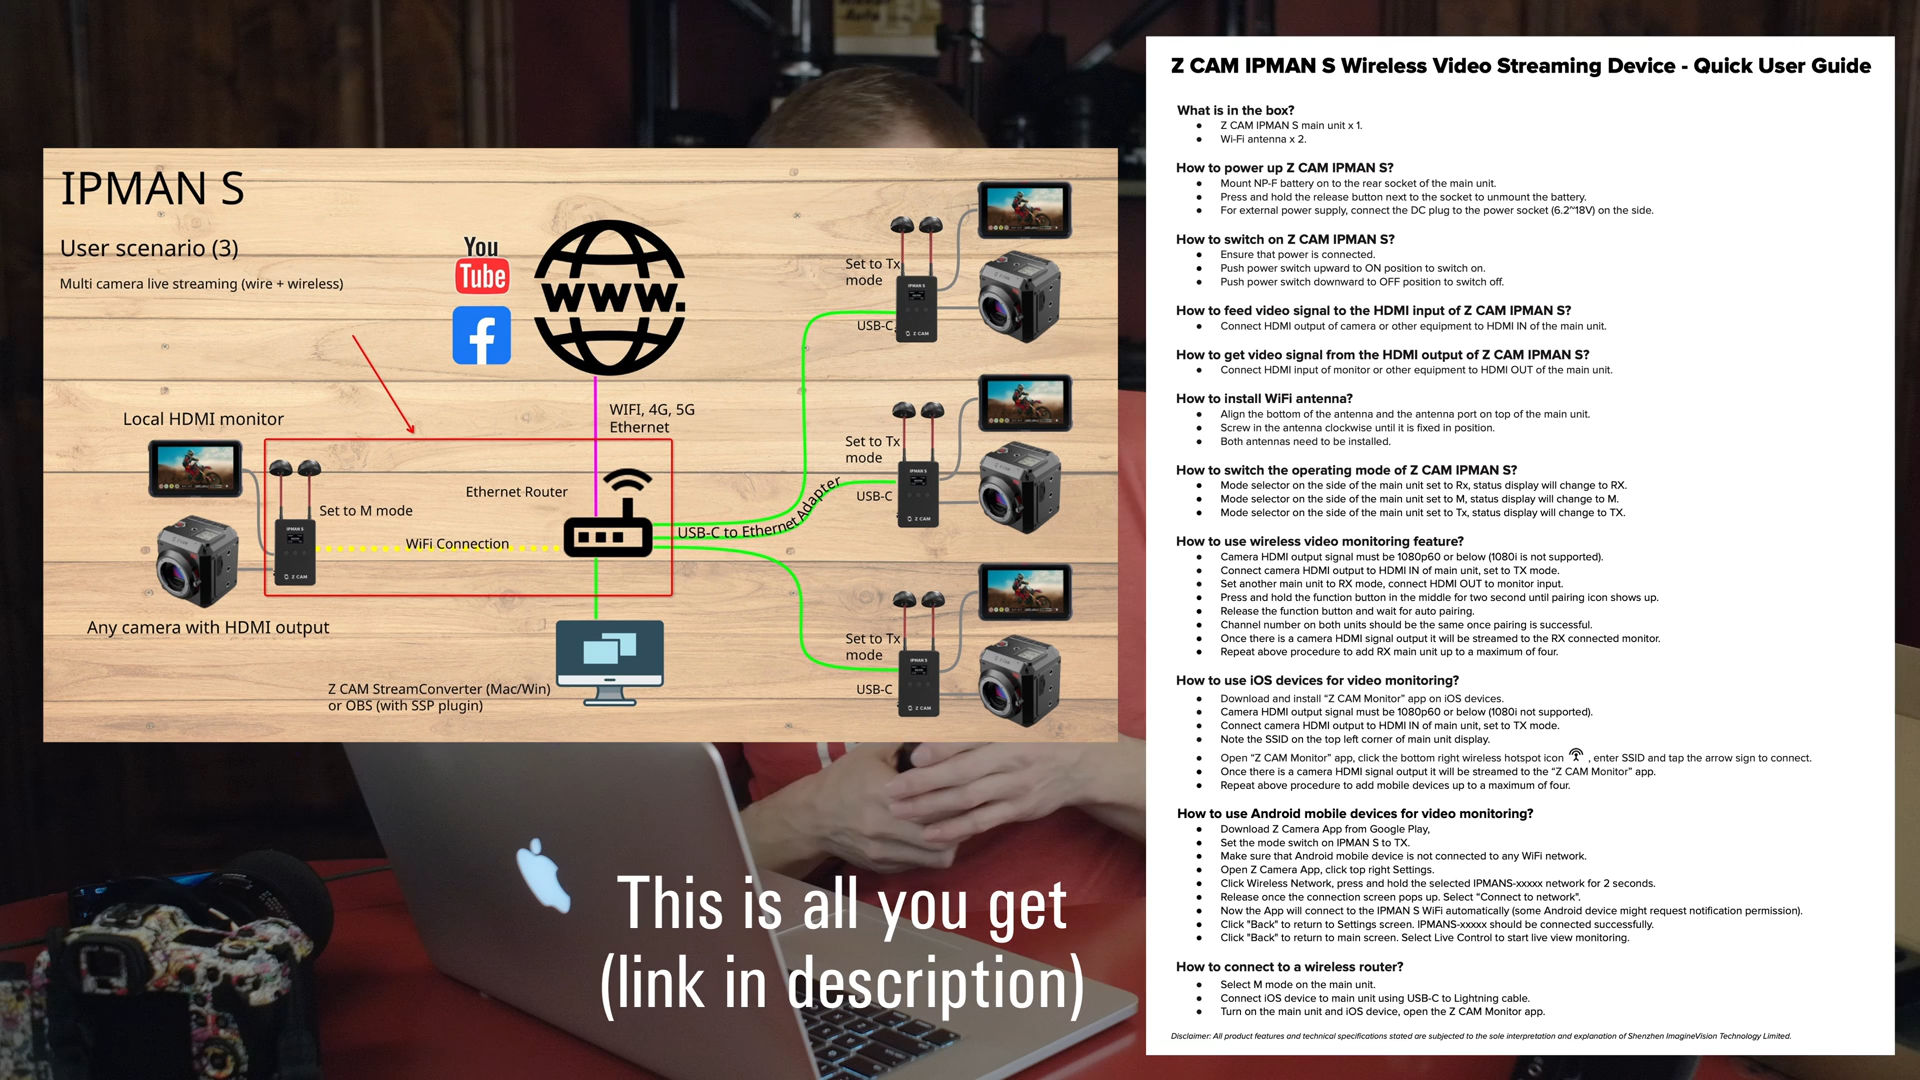 IPMAN S
User scenario (3)
Multi camera live streaming (wire + wireless)
You
Tube
www.
WIFI, 4G, 5G
Ethernet
Local HDMI monitor
Ethernet Router
Set to M mode
WiFi Connection
IPMAN S
Z CAM
Any camera with HDMI output
Z CAM StreamConverter (Mac/Win)
or OBS (with SSP plugin)
USB-C to Ethernet Adapter
Set to Tx
mode
USB-C
IPMAN S
Z CAM
Set to Tx
mode
USB-C
IPMAN S
Z CAM
Set to Tx
mode
USB-C
IPMAN S
Z CAM
This is all you get
(link in description)
Z CAM IPMAN S Wireless Video Streaming Device - Quick User Guide
What is in the box?
● Z CAM IPMAN S main unit x 1.
● Wi-Fi antenna x 2.
How to power up Z CAM IPMAN S?
● Mount NP-F battery on to the rear socket of the main unit.
● Press and hold the release button next to the socket to unmount the battery.
● For external power supply, connect the DC plug to the power socket (6.2~18V) on the side.
How to switch on Z CAM IPMAN S?
● Ensure that power is connected.
● Push power switch upward to ON position to switch on.
● Push power switch downward to OFF position to switch off.
How to feed video signal to the HDMI input of Z CAM IPMAN S?
● Connect HDMI output of camera or other equipment to HDMI IN of the main unit.
How to get video signal from the HDMI output of Z CAM IPMAN S?
● Connect HDMI input of monitor or other equipment to HDMI OUT of the main unit.
How to install WiFi antenna?
● Align the bottom of the antenna and the antenna port on top of the main unit.
● Screw in the antenna clockwise until it is fixed in position.
● Both antennas need to be installed.
How to switch the operating mode of Z CAM IPMAN S?
● Mode selector on the side of the main unit set to Rx, status display will change to RX.
● Mode selector on the side of the main unit set to M, status display will change to M.
● Mode selector on the side of the main unit set to Tx, status display will change to TX.
How to use wireless video monitoring feature?
● Camera HDMI output signal must be 1080p60 or below (1080i is not supported).
● Connect camera HDMI output to HDMI IN of main unit, set to TX mode.
● Set another main unit to RX mode, connect HDMI OUT to monitor input.
● Press and hold the function button in the middle for two second until pairing icon shows up.
● Release the function button and wait for auto pairing.
● Channel number on both units should be the same once pairing is successful.
● Once there is a camera HDMI signal output it will be streamed to the RX connected monitor.
● Repeat above procedure to add RX main unit up to a maximum of four.
How to use iOS devices for video monitoring?
● Download and install “Z CAM Monitor” app on iOS devices.
● Camera HDMI output signal must be 1080p60 or below (1080i not supported).
● Connect camera HDMI output to HDMI IN of main unit, set to TX mode.
● Note the SSID on the top left corner of main unit display.
● Open “Z CAM Monitor” app, click the bottom right wireless hotspot icon , enter SSID and tap the arrow sign to connect.
● Once there is a camera HDMI signal output it will be streamed to the “Z CAM Monitor” app.
● Repeat above procedure to add mobile devices up to a maximum of four.
How to use Android mobile devices for video monitoring?
● Download Z Camera App from Google Play,
● Set the mode switch on IPMAN S to TX.
● Make sure that Android mobile device is not connected to any WiFi network.
● Open Z Camera App, click top right Settings.
● Click Wireless Network, press and hold the selected IPMANS-xxxxx network for 2 seconds.
● Release once the connection screen pops up. Select “Connect to network”.
● Now the App will connect to the IPMAN S WiFi automatically (some Android device might request notification permission).
● Click "Back" to return to Settings screen. IPMANS-xxxxx should be connected successfully.
● Click "Back" to return to main screen. Select Live Control to start live view monitoring.
How to connect to a wireless router?
● Select M mode on the main unit.
● Connect iOS device to main unit using USB-C to Lightning cable.
● Turn on the main unit and iOS device, open the Z CAM Monitor app.
Disclaimer: All product features and technical specifications stated are subjected to the sole interpretation and explanation of Shenzhen ImagineVision Technology Limited.